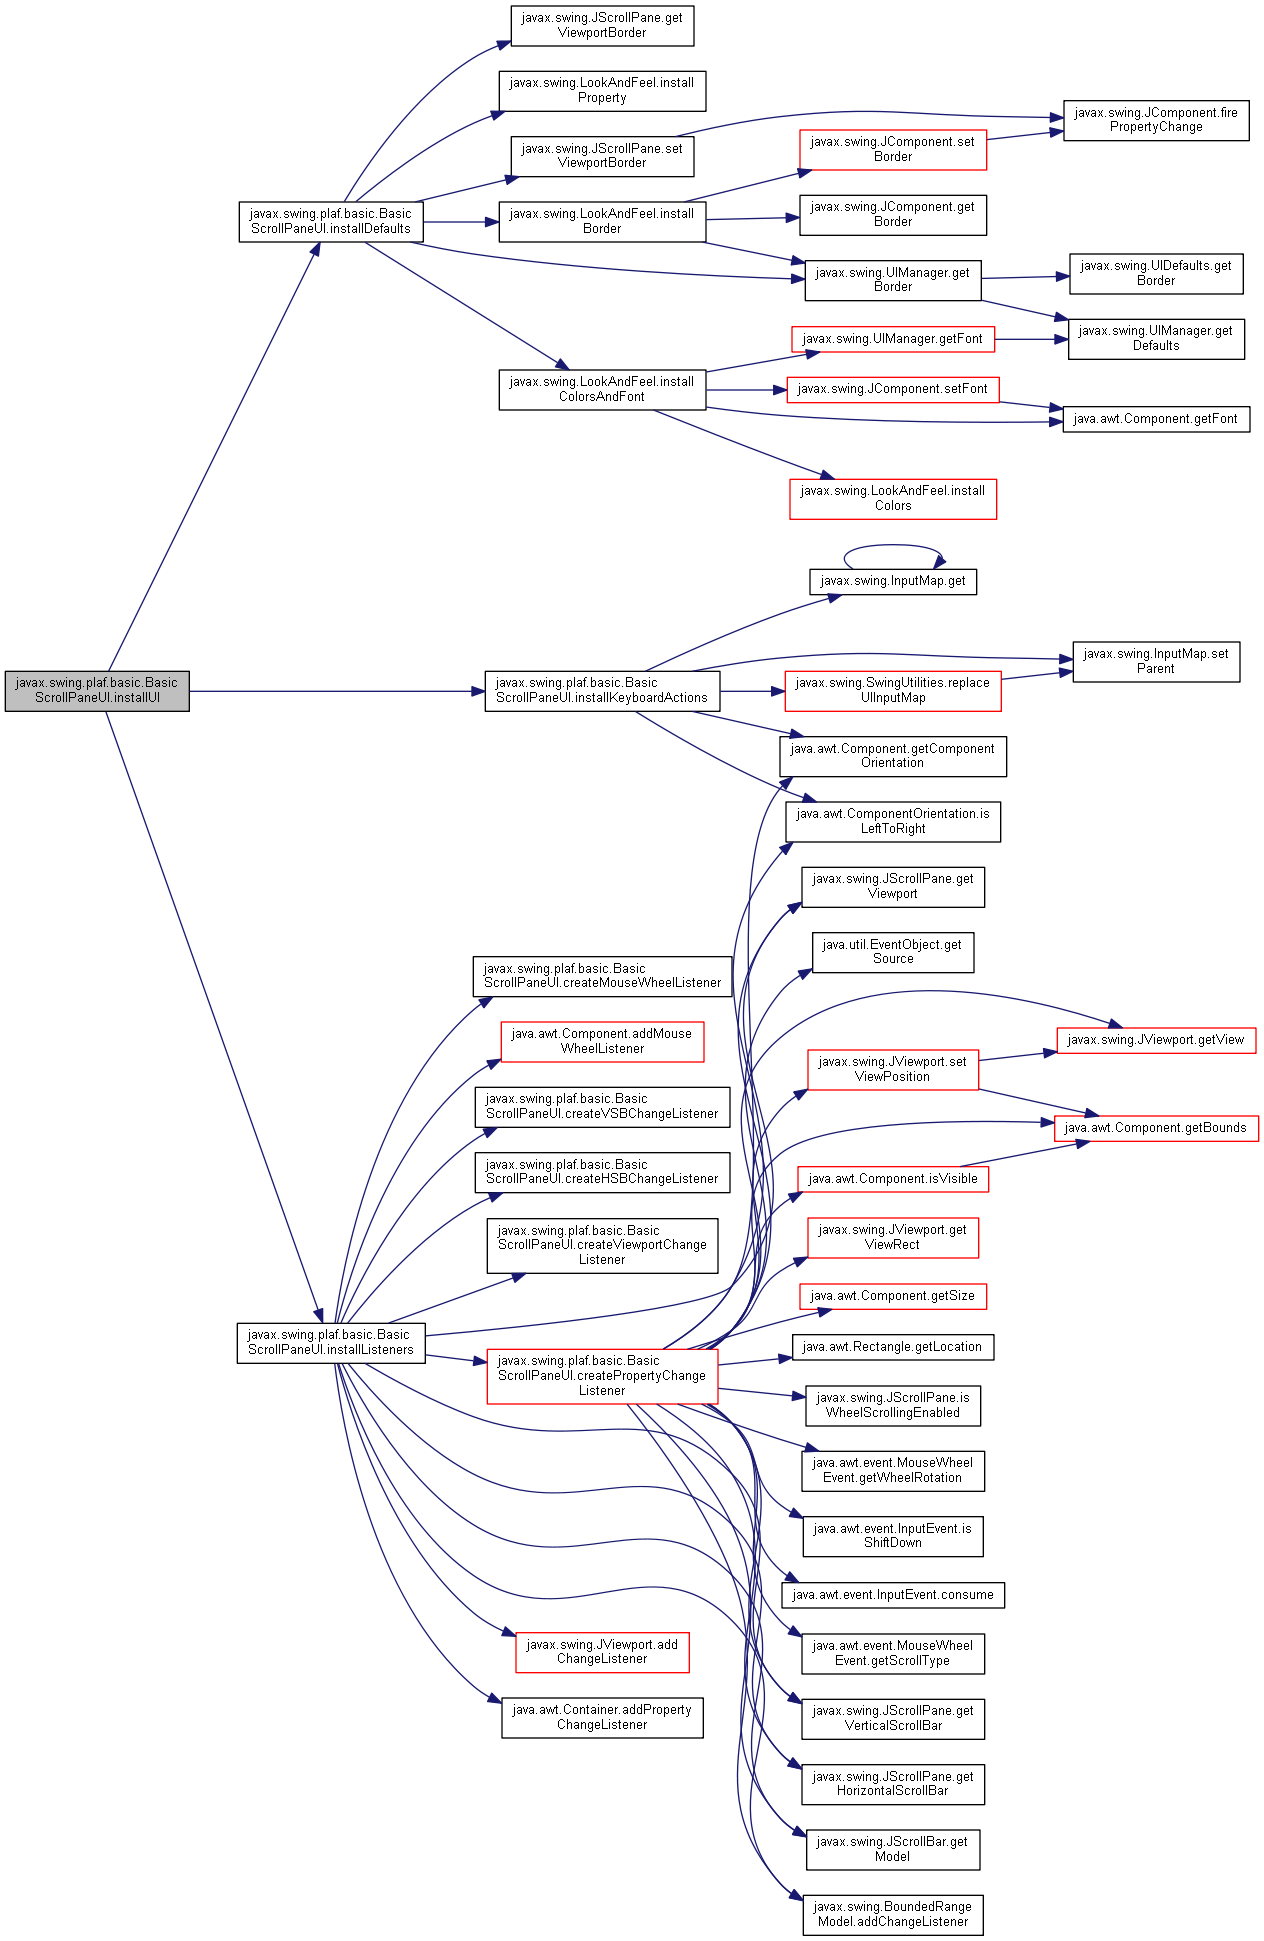 javax.swing.JScrollPane.get
ViewportBorder
javax.swing.LookAndFeel.install
Property
javax.swing.JComponent.fire
PropertyChange
javax.swing.JScrollPane.set
ViewportBorder
javax.swing.JComponent.set
Border
javax.swing.plaf.basic.Basic
ScrollPaneUI.installDefaults
javax.swing.LookAndFeel.install
Border
javax.swing.JComponent.get
Border
javax.swing.UIManager.get
Border
javax.swing.UIDefaults.get
Border
javax.swing.UIManager.getFont
javax.swing.UIManager.get
Defaults
javax.swing.LookAndFeel.install
ColorsAndFont
javax.swing.JComponent.setFont
java.awt.Component.getFont
javax.swing.LookAndFeel.install
Colors
javax.swing.InputMap.get
javax.swing.InputMap.set
Parent
javax.swing.plaf.basic.Basic
ScrollPaneUI.installUI
javax.swing.plaf.basic.Basic
ScrollPaneUI.installKeyboardActions
javax.swing.SwingUtilities.replace
UIInputMap
java.awt.Component.getComponent
Orientation
java.awt.ComponentOrientation.is
LeftToRight
javax.swing.JScrollPane.get
Viewport
java.util.EventObject.get
Source
javax.swing.plaf.basic.Basic
ScrollPaneUI.createMouseWheelListener
java.awt.Component.addMouse
WheelListener
javax.swing.JViewport.getView
javax.swing.JViewport.set
ViewPosition
javax.swing.plaf.basic.Basic
ScrollPaneUI.createVSBChangeListener
java.awt.Component.getBounds
javax.swing.plaf.basic.Basic
ScrollPaneUI.createHSBChangeListener
java.awt.Component.isVisible
javax.swing.plaf.basic.Basic
ScrollPaneUI.createViewportChange
Listener
javax.swing.JViewport.get
ViewRect
java.awt.Component.getSize
javax.swing.plaf.basic.Basic
ScrollPaneUI.installListeners
java.awt.Rectangle.getLocation
javax.swing.plaf.basic.Basic
ScrollPaneUI.createPropertyChange
Listener
javax.swing.JScrollPane.is
WheelScrollingEnabled
java.awt.event.MouseWheel
Event.getWheelRotation
java.awt.event.InputEvent.is
ShiftDown
java.awt.event.InputEvent.consume
javax.swing.JViewport.add
ChangeListener
java.awt.event.MouseWheel
Event.getScrollType
java.awt.Container.addProperty
ChangeListener
javax.swing.JScrollPane.get
VerticalScrollBar
javax.swing.JScrollPane.get
HorizontalScrollBar
javax.swing.JScrollBar.get
Model
javax.swing.BoundedRange
Model.addChangeListener